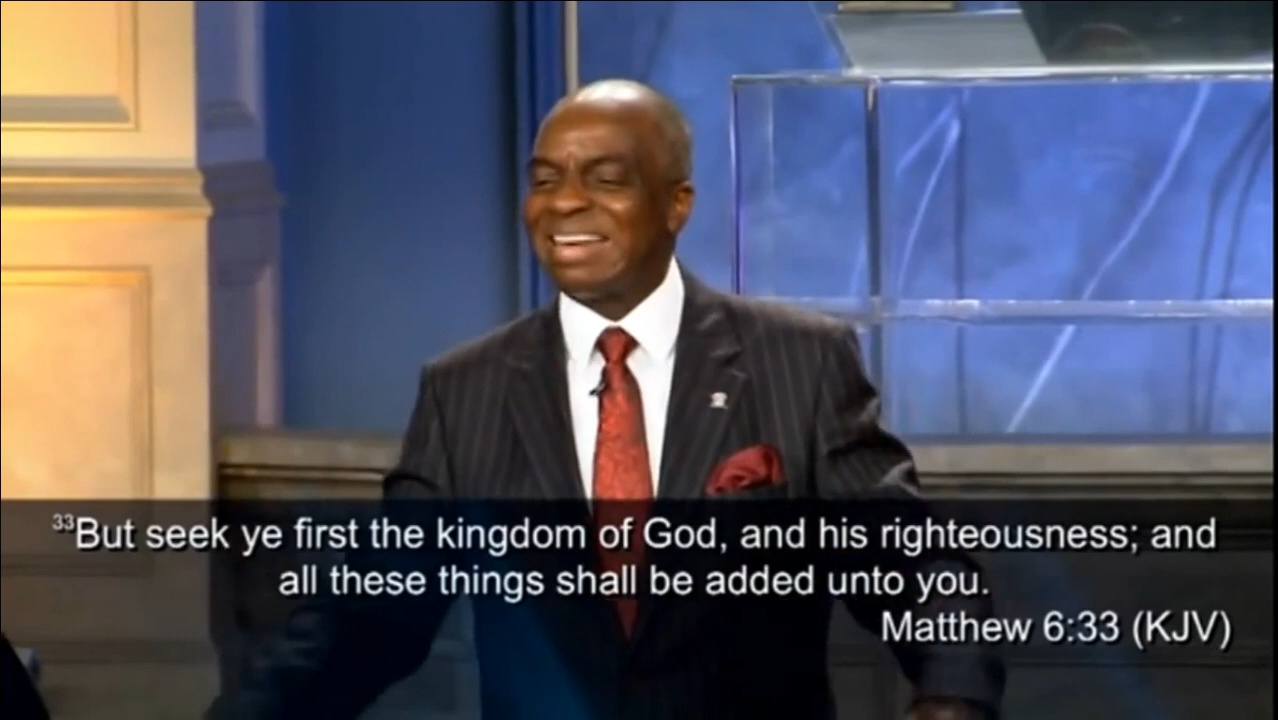 ³³But seek ye first the kingdom of God, and his righteousness; and
all these things shall be added unto you.
Matthew 6:33 (KJV)